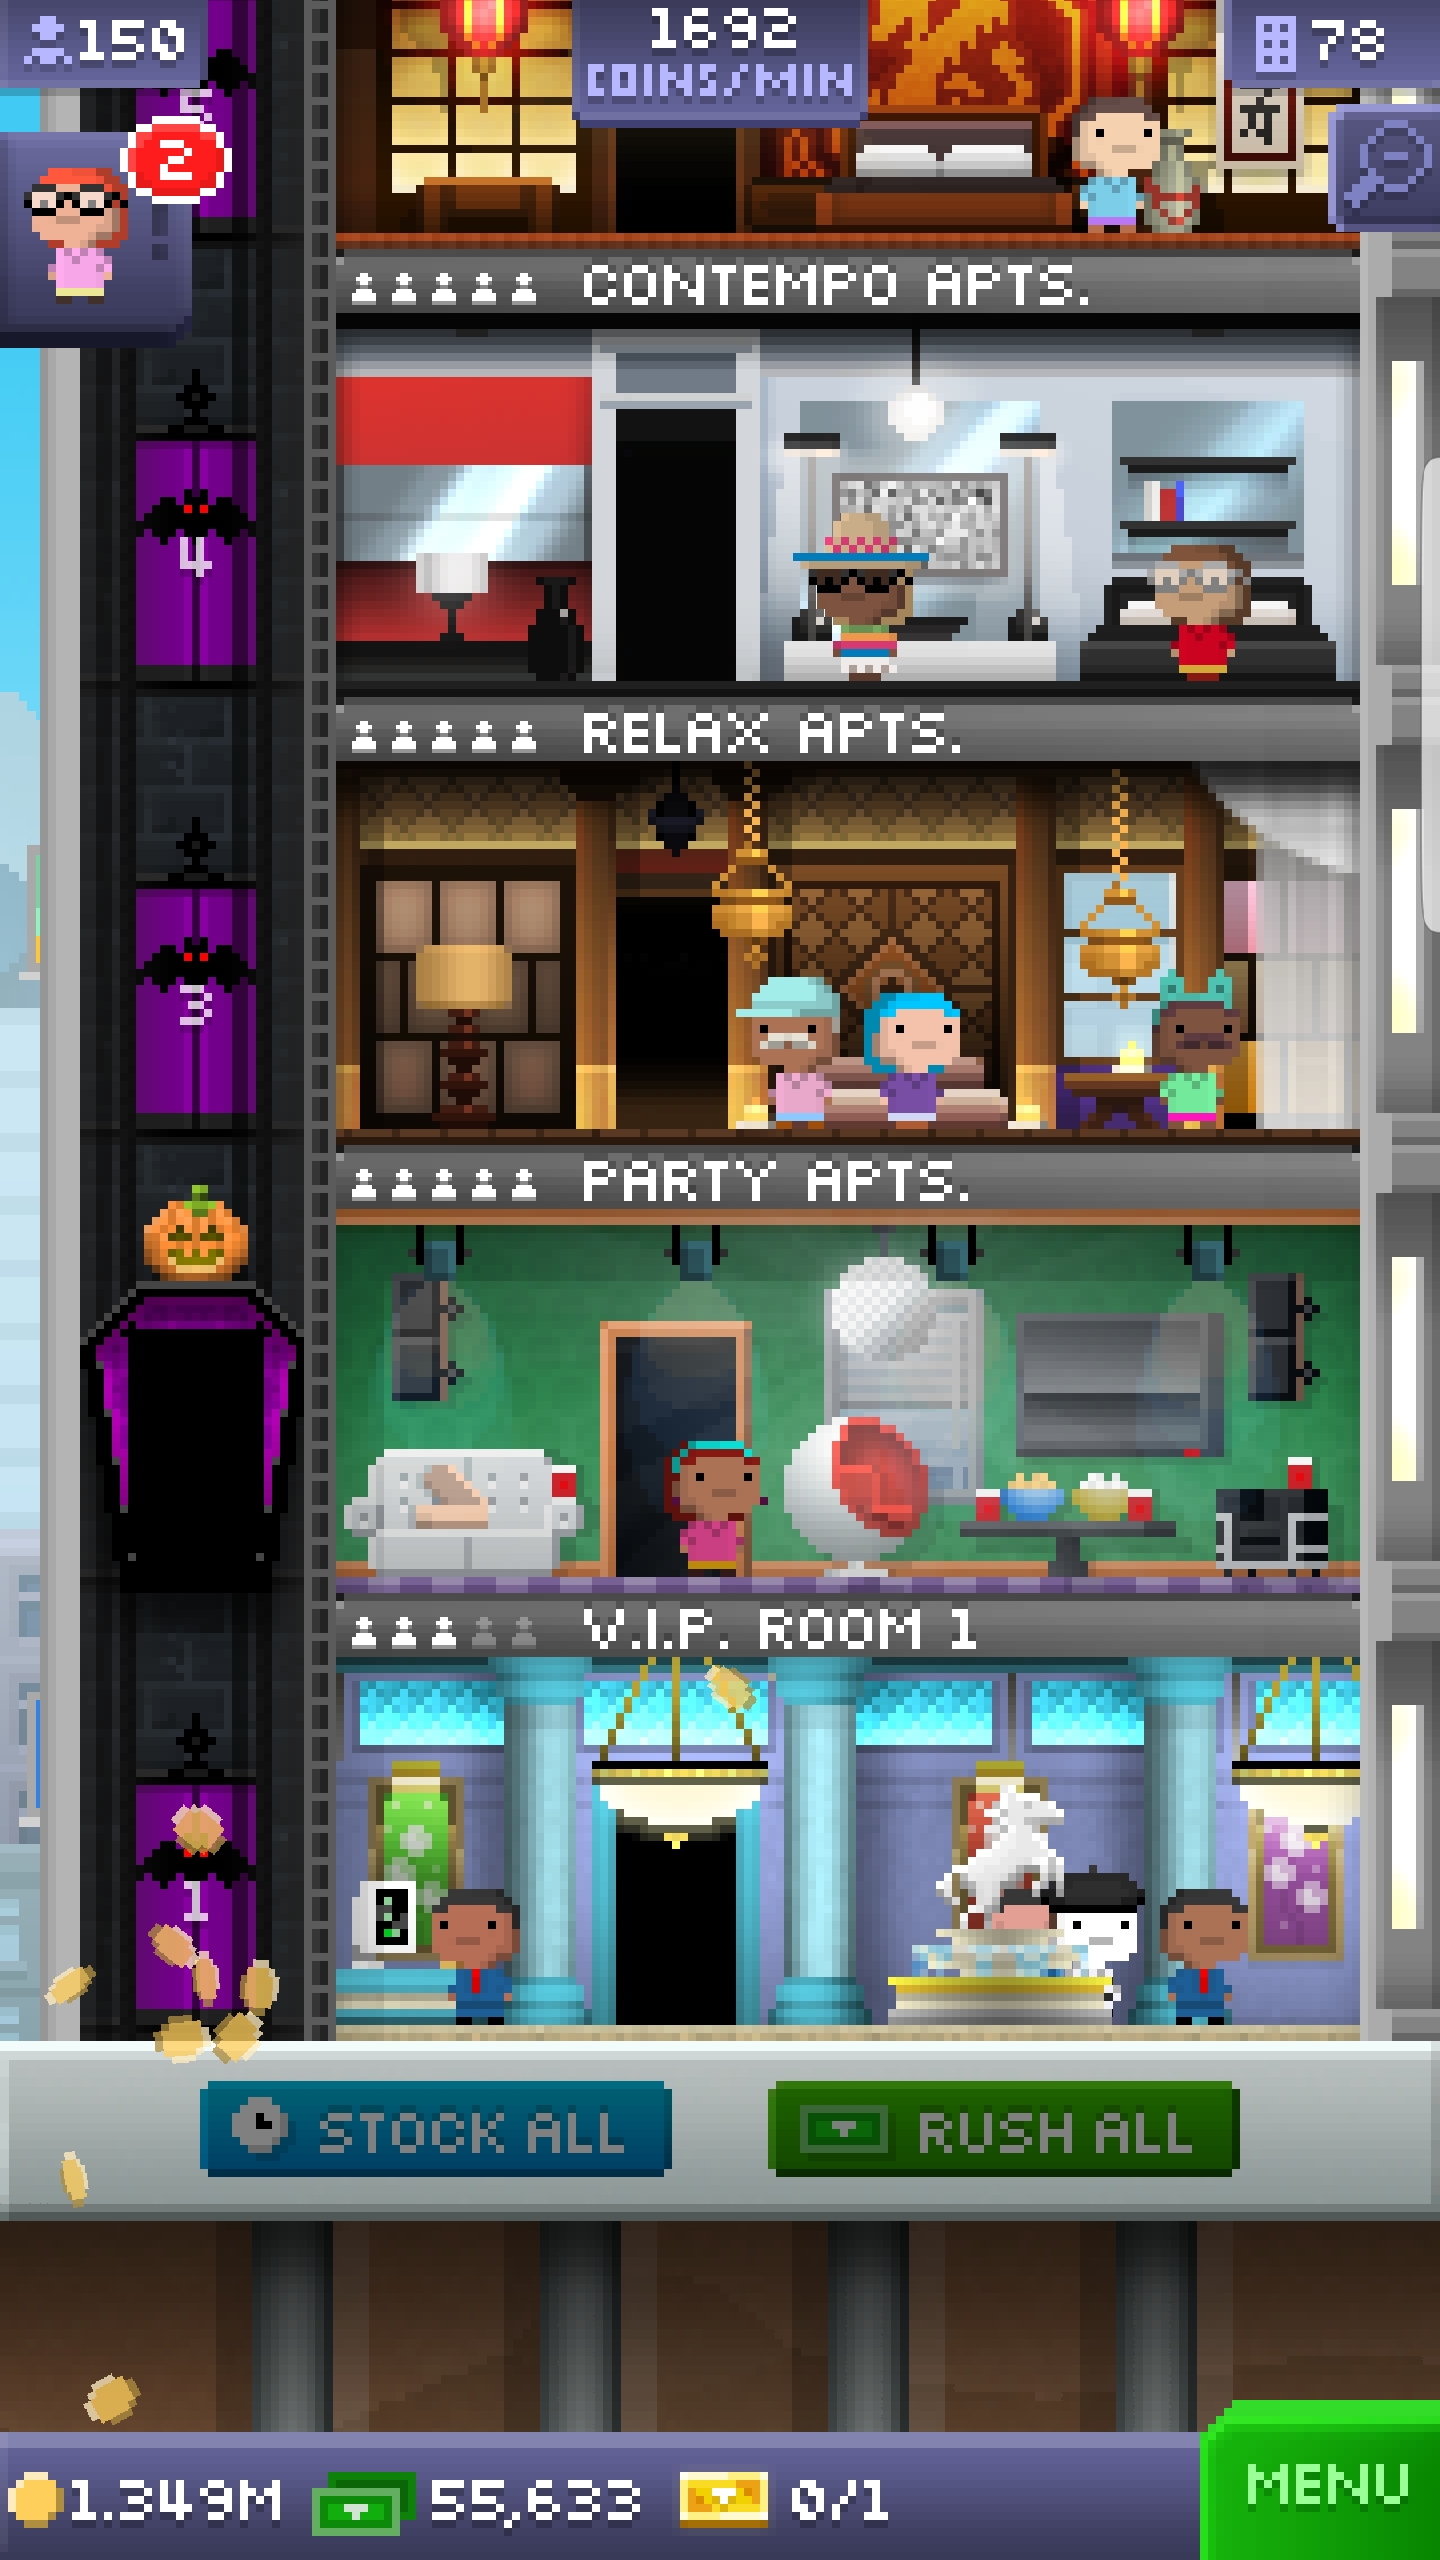 150
1692
COINS/MIN
78
2
5
CONTEMPO APTS.
4
RELAX APTS.
3
PARTY APTS.
V.I.P. ROOM 1
1
STOCK ALL
RUSH ALL
1.349M
55,633
0/1
MENU